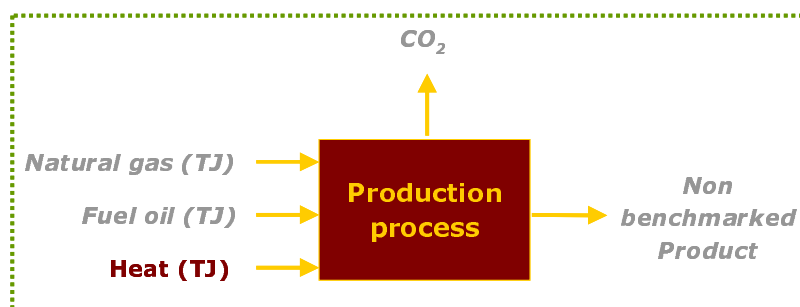 CO2
Natural gas (TJ)
Fuel oil (TJ)
Heat (TJ)
Production
process
Non
benchmarked
Product